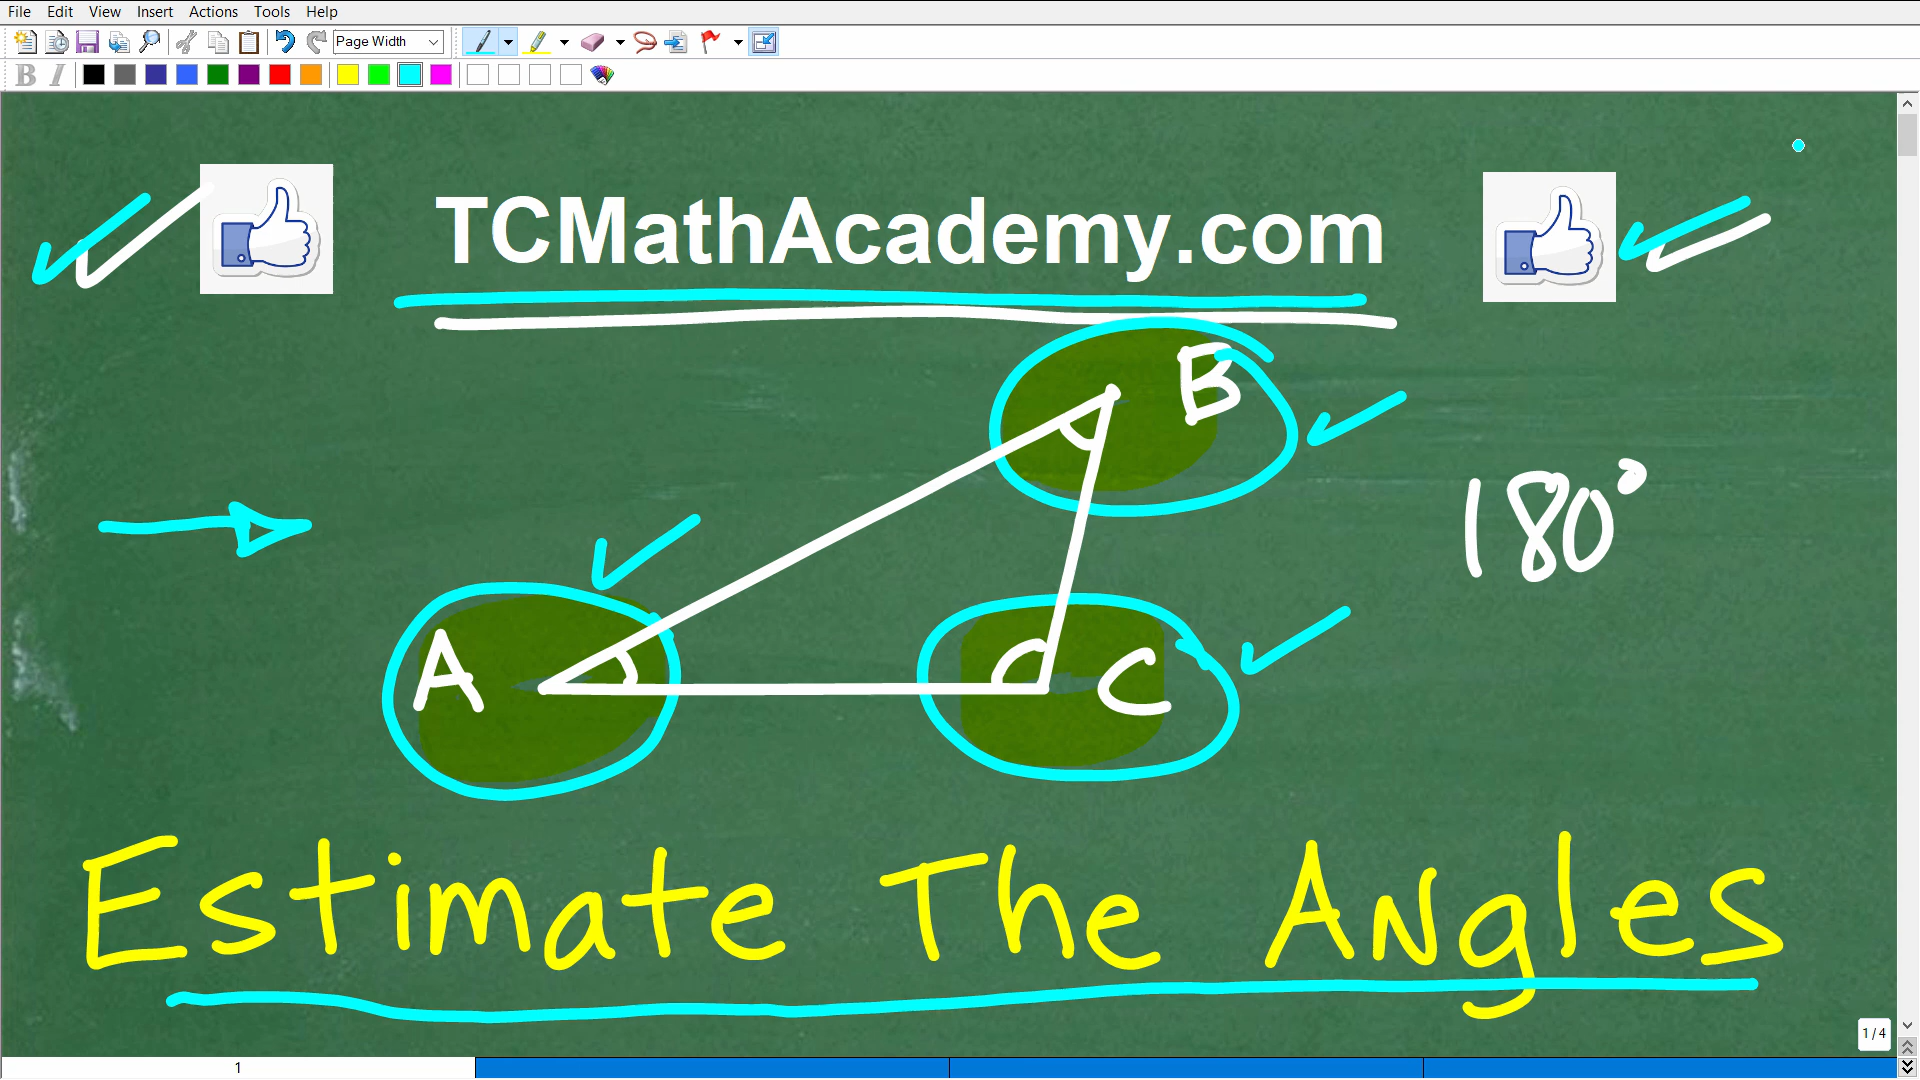 File Edit View Insert Actions Tools Help
Page Width
B I
TCMathAcademy.com
B
180°
A
C
Estimate The Angles
1 / 4
1